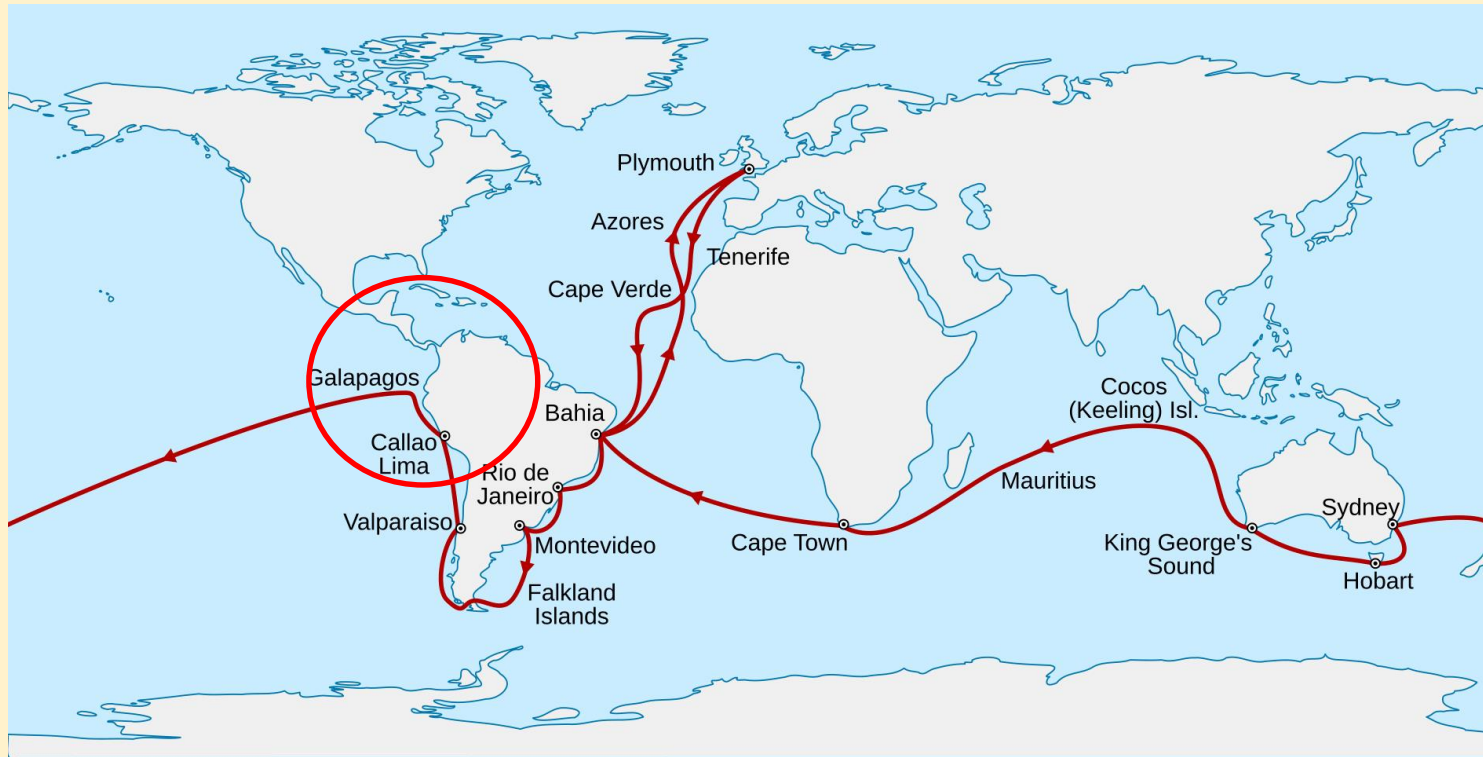 Plymouth
Azores
Tenerife
Cape Verde
Galapagos
Cocos
(Keeling) Isl.
Bahia
Callao
Lima
Rio de
Janeiro
Mauritius
Valparaiso
Sydney
Montevideo
Cape Town
King George's
Sound
Hobart
Falkland
Islands